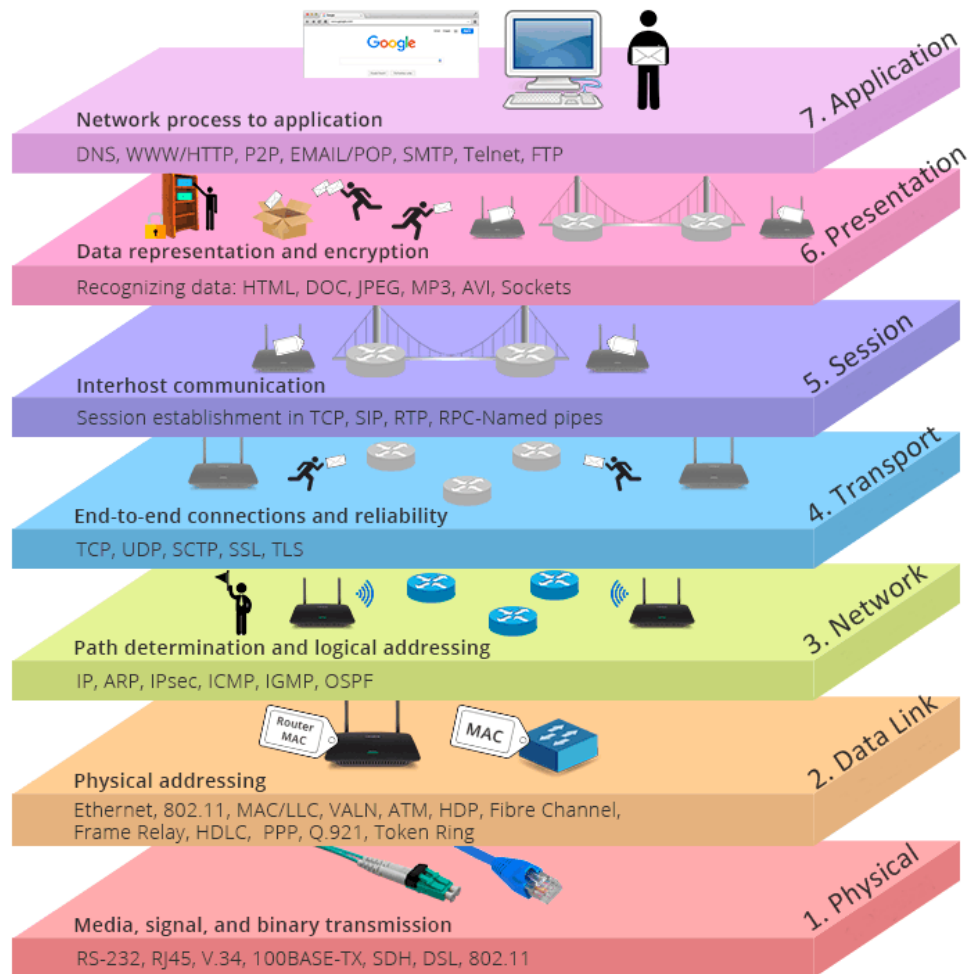 Google
7. Application
Network process to application
DNS, WWW/HTTP, P2P, EMAIL/POP, SMTP, Telnet, FTP
6. Presentation
Data representation and encryption
Recognizing data: HTML, DOC, JPEG, MP3, AVI, Sockets
5. Session
Interhost communication
Session establishment in TCP, SIP, RTP, RPC-Named pipes
4. Transport
End-to-end connections and reliability
TCP, UDP, SCTP, SSL, TLS
3. Network
Path determination and logical addressing
IP, ARP, IPsec, ICMP, IGMP, OSPF
2. Data Link
Router
MAC
MAC
Physical addressing
Ethernet, 802.11, MAC/LLC, VALN, ATM, HDP, Fibre Channel,
Frame Relay, HDLC, PPP, Q.921, Token Ring
1. Physical
Media, signal, and binary transmission
RS-232, RJ45, V.34, 100BASE-TX, SDH, DSL, 802.11